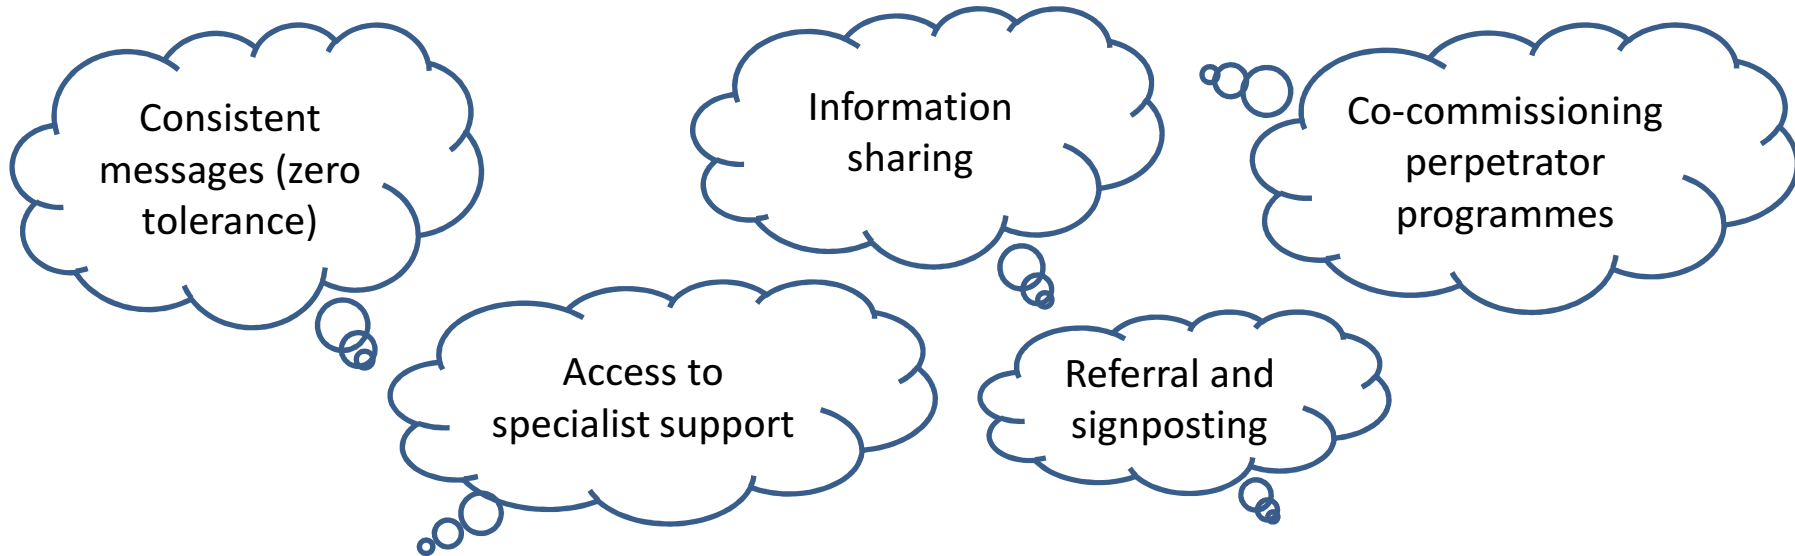 Consistent
messages (zero
tolerance)
Information
sharing
Co-commissioning
perpetrator
programmes
Access to
specialist support
Referral and
signposting